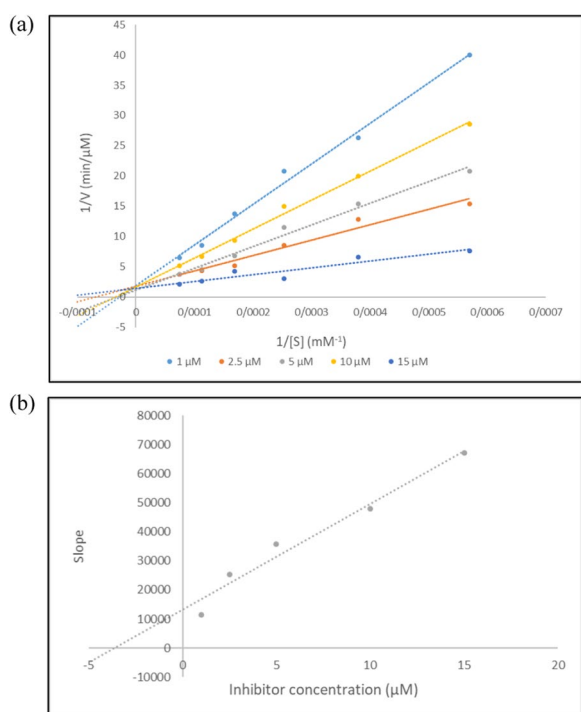 (a)
1/V (min/µM)
45
40
35
30
25
20
15
10
5
0
-5
-0/0001 0 0/0001 0/0002 0/0003 0/0004 0/0005 0/0006 0/0007
1/[S] (mM⁻¹)
1 µM 2.5 µM 5 µM 10 µM 15 µM
(b)
Slope
80000
70000
60000
50000
40000
30000
20000
10000
0
-10000
-5 0 5 10 15 20
Inhibitor concentration (µM)